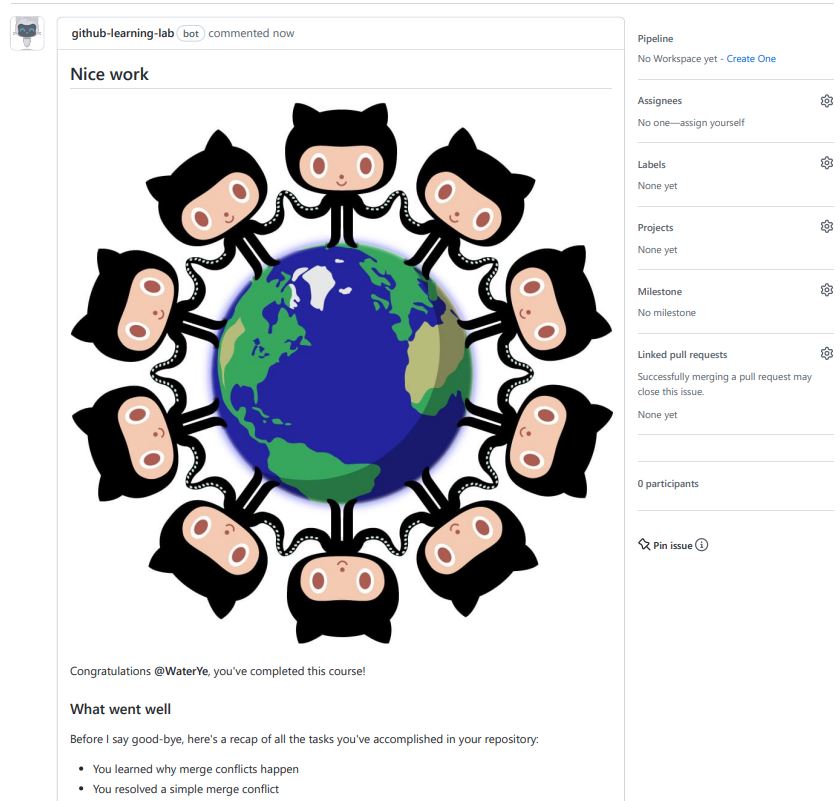 github-learning-lab bot commented now
Nice work
Congratulations @WaterYe, you've completed this course!
What went well
Before I say good-bye, here's a recap of all the tasks you've accomplished in your repository:
• You learned why merge conflicts happen
• You resolved a simple merge conflict
Pipeline
No Workspace yet - Create One
Assignees
No one—assign yourself
Labels
None yet
Projects
None yet
Milestone
No milestone
Linked pull requests
Successfully merging a pull request may
close this issue.
None yet
0 participants
Pin issue